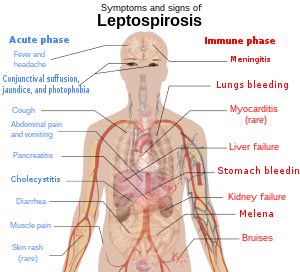 Symptoms and signs of
Leptospirosis
Acute phase
Fever and
headache
Conjunctival suffusion,
jaundice, and photophobia
Cough
Abdominal pain
and vomiting
Pancreatitis
Cholecystitis
Diarrhea
Muscle pain
Skin rash
(rare)
Immune phase
Meningitis
Lungs bleeding
Myocarditis
(rare)
Liver failure
Stomach bleedin
Kidney failure
Melena
Bruises